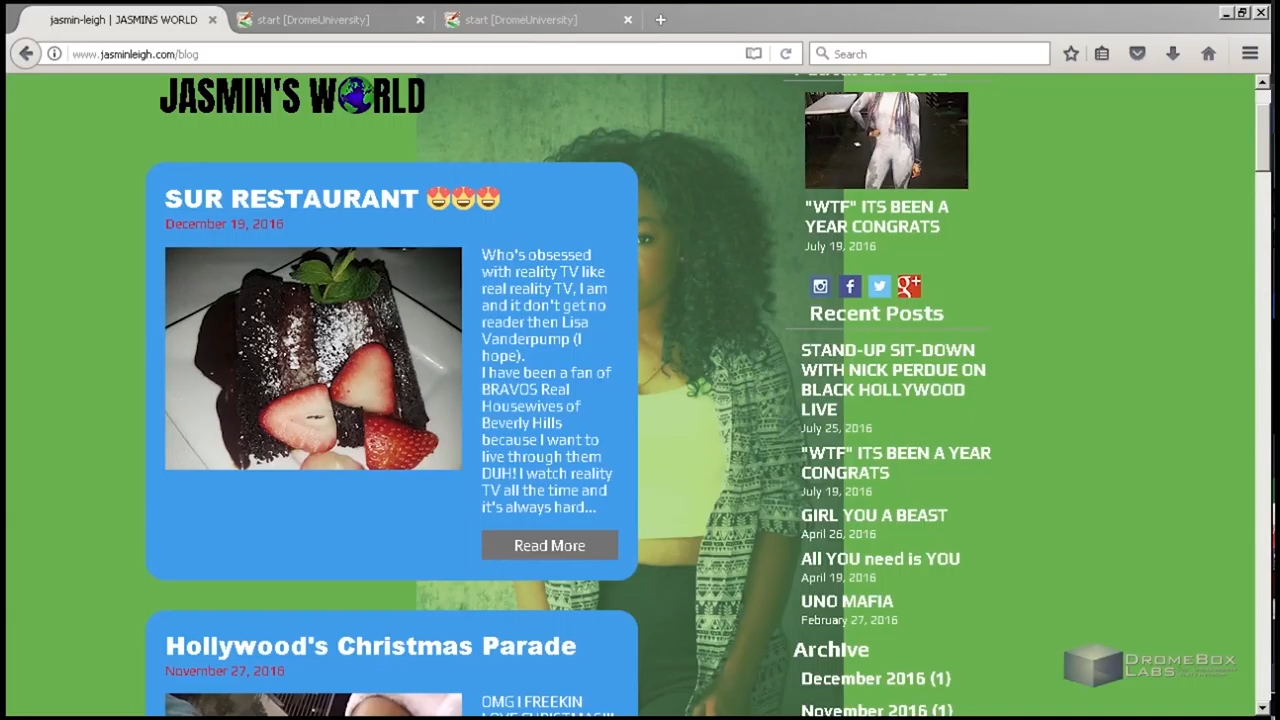 jasmin-leigh | JASMINS WORLD
start [DromeUniversity]
start [DromeUniversity]
www.jasminleigh.com/blog
Search
JASMIN'S WORLD
SUR RESTAURANT 😍😍😍
December 19, 2016
Who's obsessed
with reality TV like
real reality TV, I am
and it don't get no
reader then Lisa
Vanderpump (I
hope).
I have been a fan of
BRAVOS Real
Housewives of
Beverly Hills
because I want to
live through them
DUH! I watch reality
TV all the time and
it's always hard...
Read More
Hollywood's Christmas Parade
November 27, 2016
OMG I FREEKIN
"WTF" ITS BEEN A
YEAR CONGRATS
July 19, 2016
Recent Posts
STAND-UP SIT-DOWN
WITH NICK PERDUE ON
BLACK HOLLYWOOD
LIVE
July 25, 2016
"WTF" ITS BEEN A YEAR
CONGRATS
July 19, 2016
GIRL YOU A BEAST
April 26, 2016
All YOU need is YOU
April 19, 2016
UNO MAFIA
February 27, 2016
Archive
December 2016 (1)
November 2016 (1)
DROMEBOX
LABS